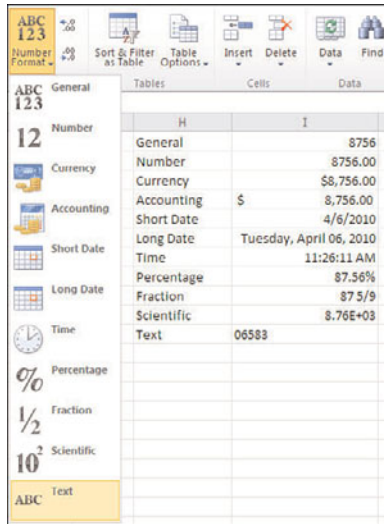 ABC
123
Number
Format
Sort & Filter
as Table
Table
Options
Insert
Delete
Data
Find
Tables
Cells
Data
ABC
123
General
12
Number
Currency
Accounting
Short Date
Long Date
Time
%
Percentage
1/2
Fraction
10²
Scientific
ABC
Text
H I
General 8756
Number 8756.00
Currency $8,756.00
Accounting $ 8,756.00
Short Date 4/6/2010
Long Date Tuesday, April 06, 2010
Time 11:26:11 AM
Percentage 87.56%
Fraction 87 5/9
Scientific 8.76E+03
Text 06583